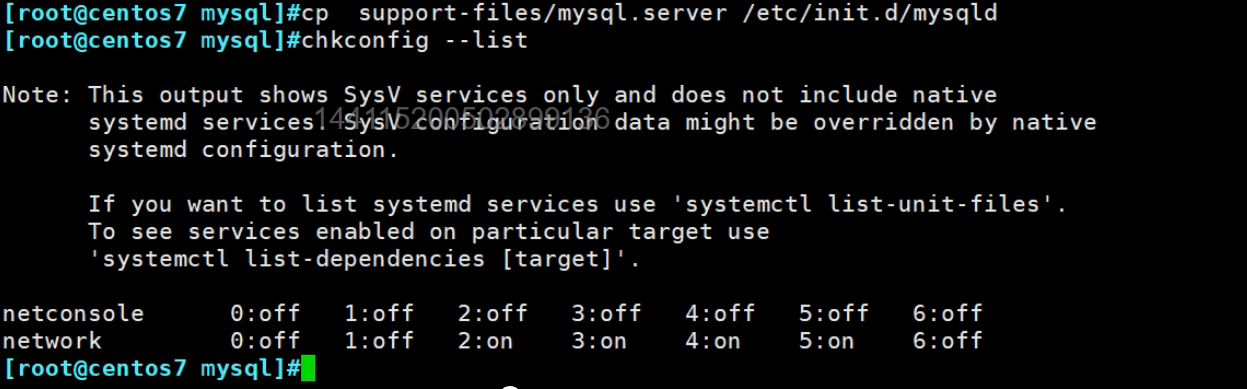 [root@centos7 mysql]#cp  support-files/mysql.server /etc/init.d/mysqld
[root@centos7 mysql]#chkconfig --list
Note: This output shows SysV services only and does not include native
systemd services. SysV configuration data might be overridden by native
systemd configuration.
If you want to list systemd services use 'systemctl list-unit-files'.
To see services enabled on particular target use
'systemctl list-dependencies [target]'.
netconsole      0:off   1:off   2:off   3:off   4:off   5:off   6:off
network         0:off   1:off   2:on    3:on    4:on    5:on    6:off
[root@centos7 mysql]#
144115200502899136